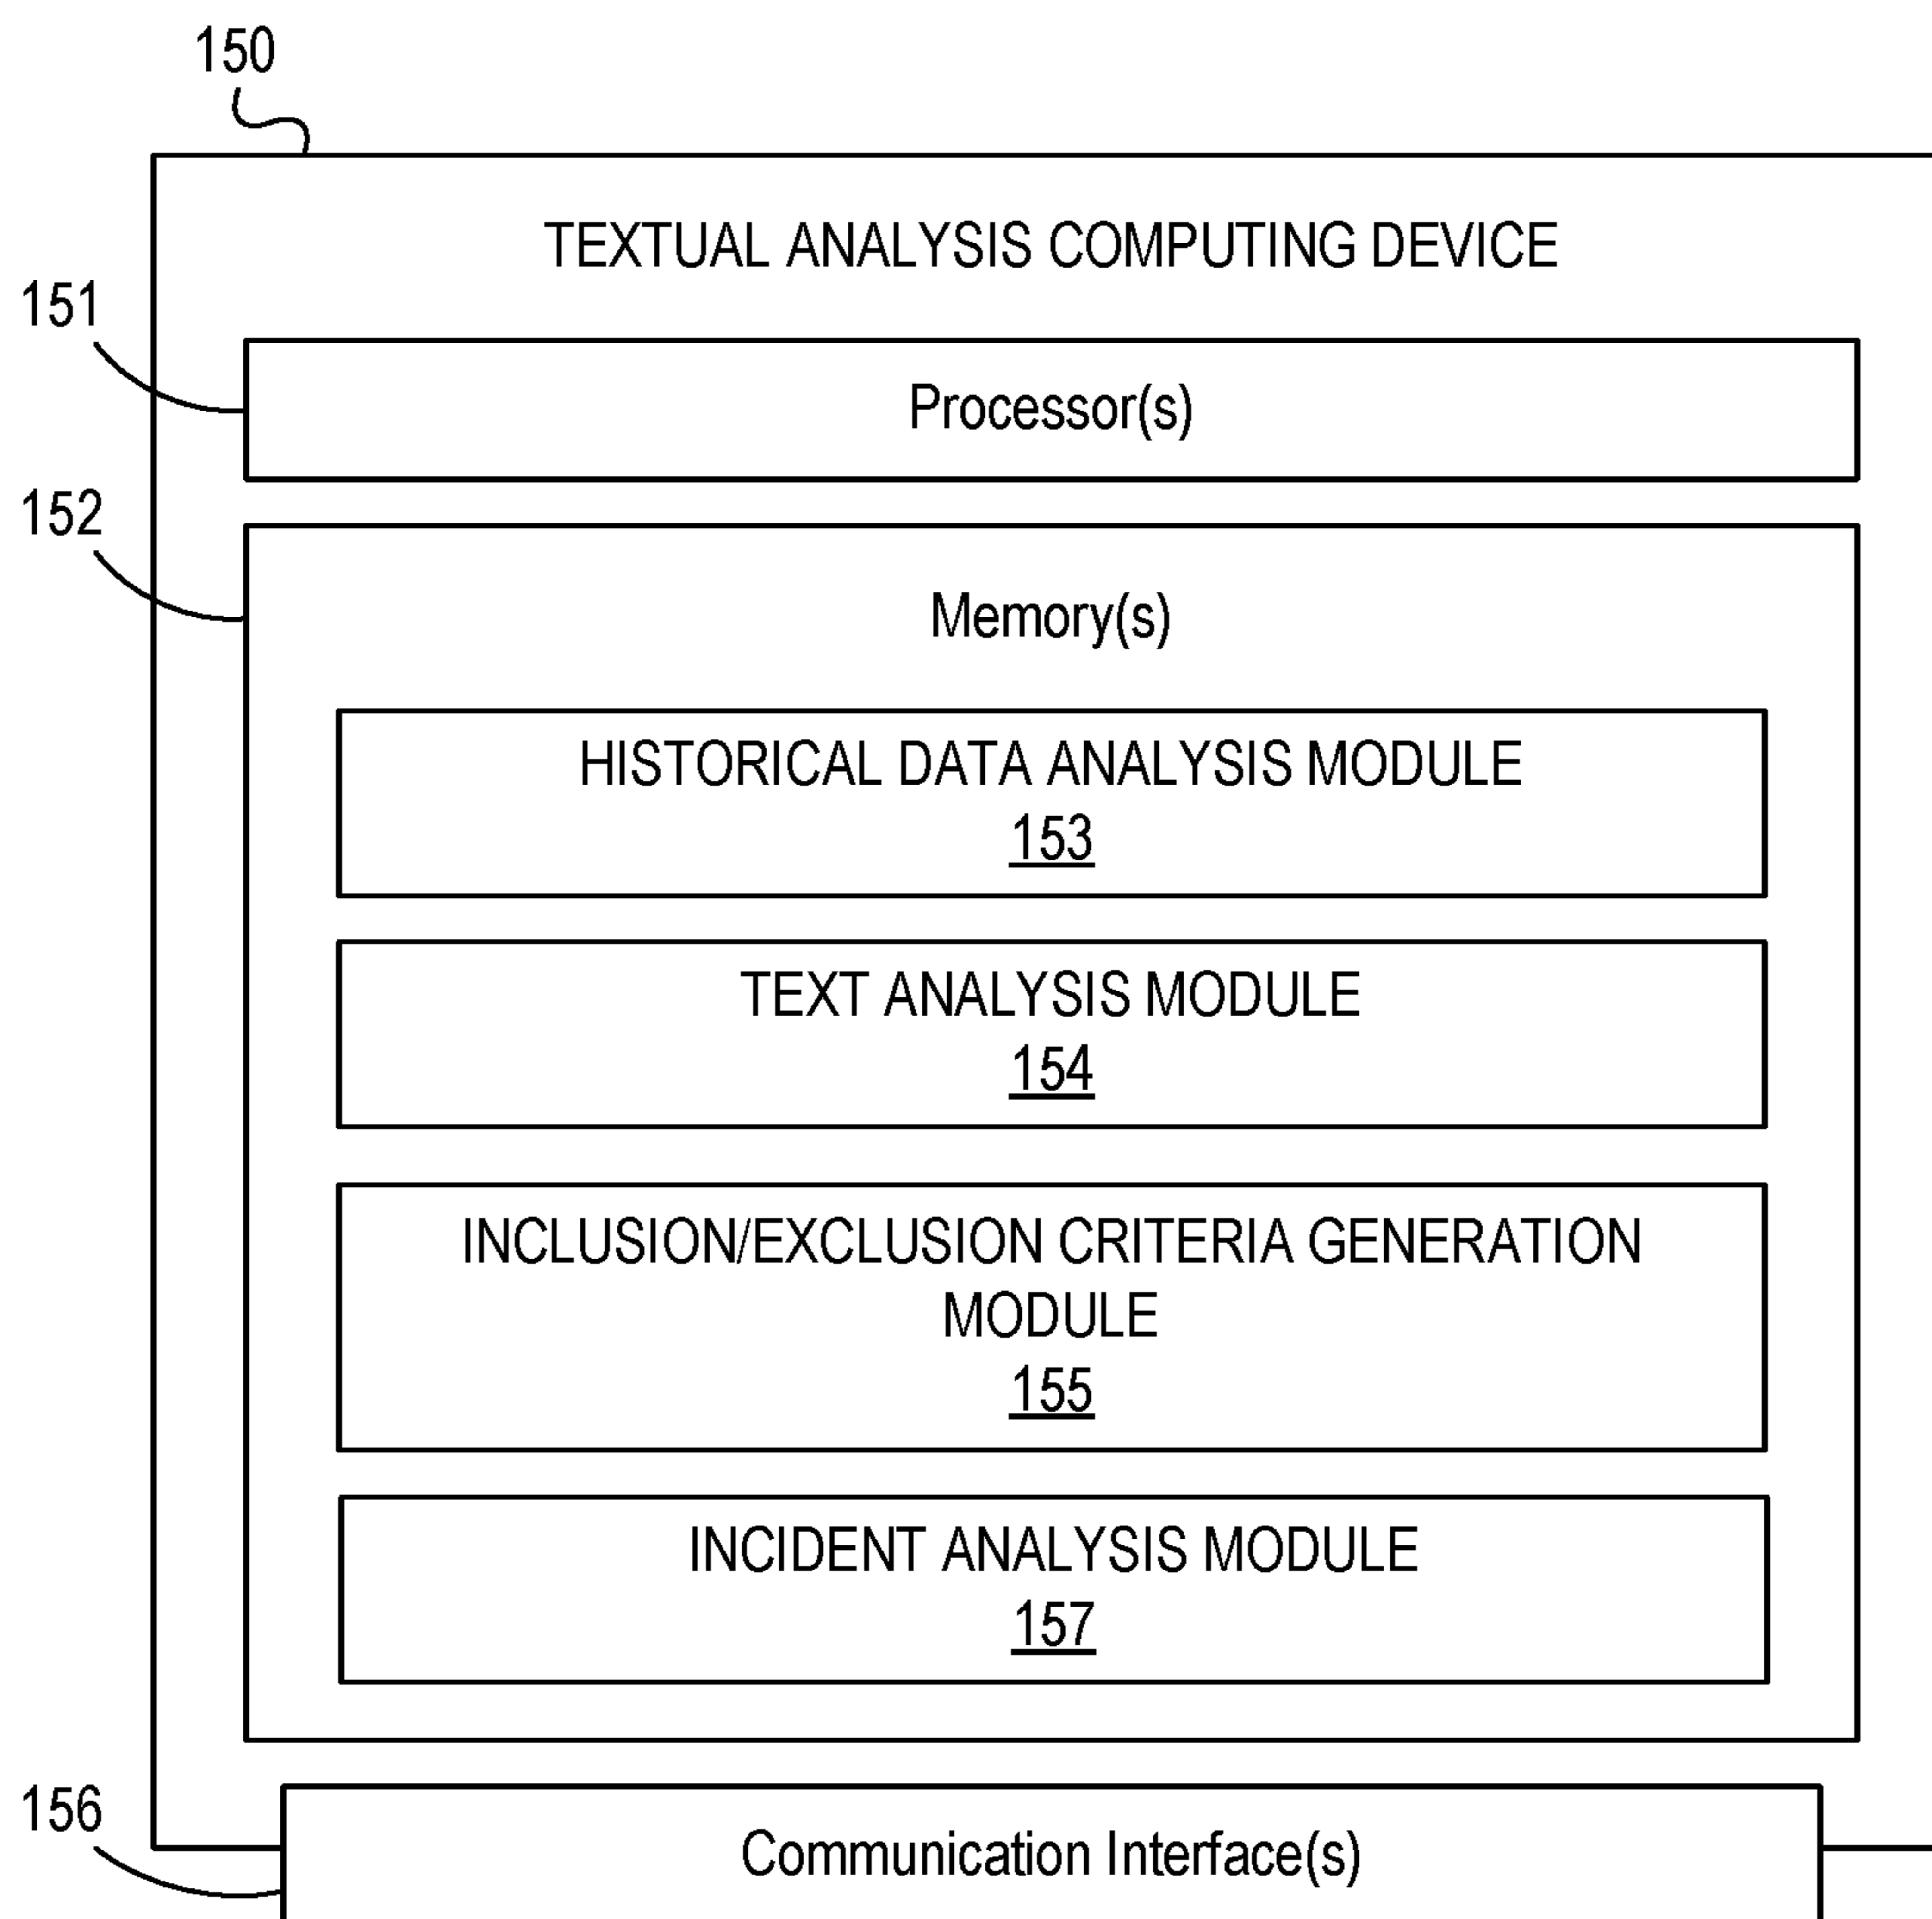 150
TEXTUAL ANALYSIS COMPUTING DEVICE
151
Processor(s)
152
Memory(s)
HISTORICAL DATA ANALYSIS MODULE
153
TEXT ANALYSIS MODULE
154
INCLUSION/EXCLUSION CRITERIA GENERATION
MODULE
155
INCIDENT ANALYSIS MODULE
157
156
Communication Interface(s)